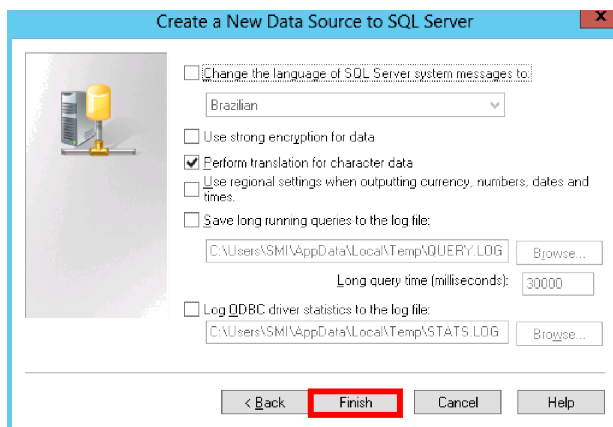 Create a New Data Source to SQL Server
x
Change the language of SQL Server system messages to:
Brazilian
Use strong encryption for data
Perform translation for character data
Use regional settings when outputting currency, numbers, dates and
times.
Save long running queries to the log file:
C:\Users\SMI\AppData\Local\Temp\QUERY.LOG
Browse...
Long query time (milliseconds):
30000
Log ODBC driver statistics to the log file:
C:\Users\SMI\AppData\Local\Temp\STATS.LOG
Browse...
< Back
Finish
Cancel
Help